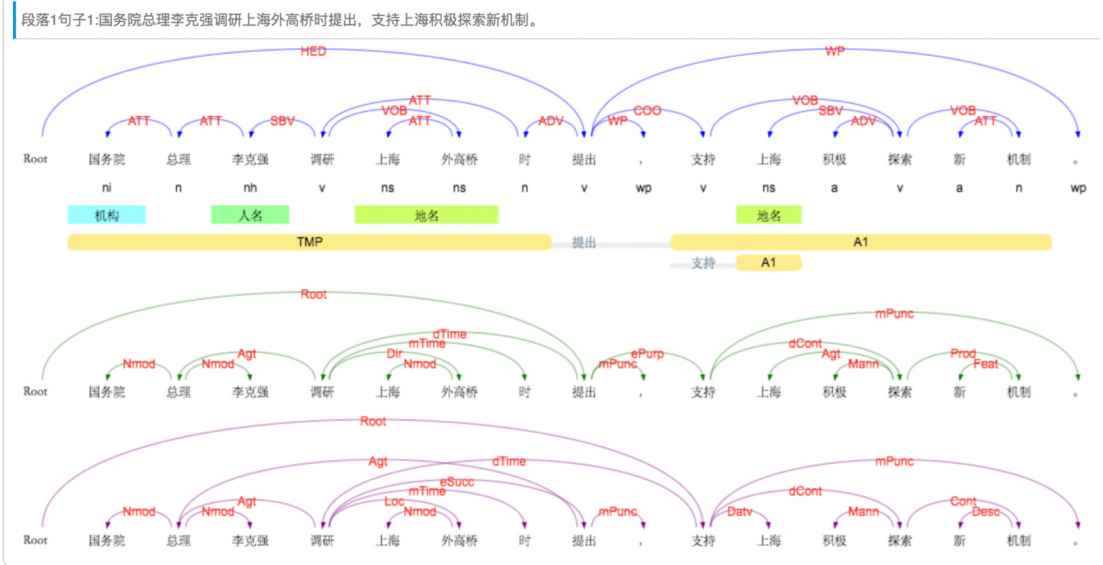 段落1句子1:国务院总理李克强调研上海外高桥时提出，支持上海积极探索新机制。
HED WP
ATT COO VOB
VOB SBV VOB
ATT ATT SBV ATT ADV WP ADV ATT
Root 国务院 总理 李克强 调研 上海 外高桥 时 提出 , 支持 上海 积极 探索 新 机制 。
ni n nh v ns ns n v wp v ns a v a n wp
机构 人名 地名 地名
TMP 提出 A1
支持 A1
Root
mPunc
dTime
mTime dCont
Agt Dir ePurp Agt Prod
Nmod Nmod Nmod mPunc Mann Feat
Root 国务院 总理 李克强 调研 上海 外高桥 时 提出 , 支持 上海 积极 探索 新 机制 。
Root
Agt dTime mPunc
eSucc
mTime dCont
Agt Loc Cont
Nmod Nmod Nmod mPunc Datv Mann Desc
Root 国务院 总理 李克强 调研 上海 外高桥 时 提出 , 支持 上海 积极 探索 新 机制 。